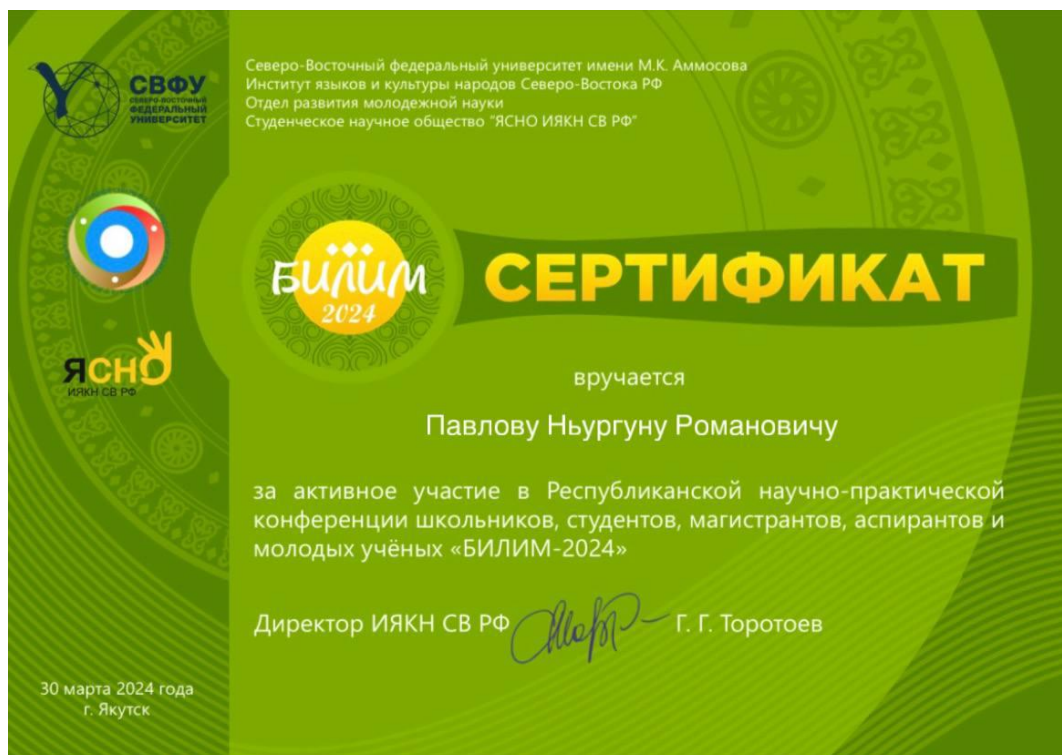 СВФУ
СЕВЕРО-ВОСТОЧНЫЙ
ФЕДЕРАЛЬНЫЙ
УНИВЕРСИТЕТ
Северо-Восточный федеральный университет имени М.К. Аммосова
Институт языков и культуры народов Северо-Востока РФ
Отдел развития молодежной науки
Студенческое научное общество "ЯСНО ИЯКН СВ РФ"
БИЛИМ
2024
СЕРТИФИКАТ
ЯСНО
ИЯКН СВ РФ
вручается
Павлову Ньургуну Романовичу
за активное участие в Республиканской научно-практической
конференции школьников, студентов, магистрантов, аспирантов и
молодых учёных «БИЛИМ-2024»
Директор ИЯКН СВ РФ Г. Г. Торотоев
30 марта 2024 года
г. Якутск